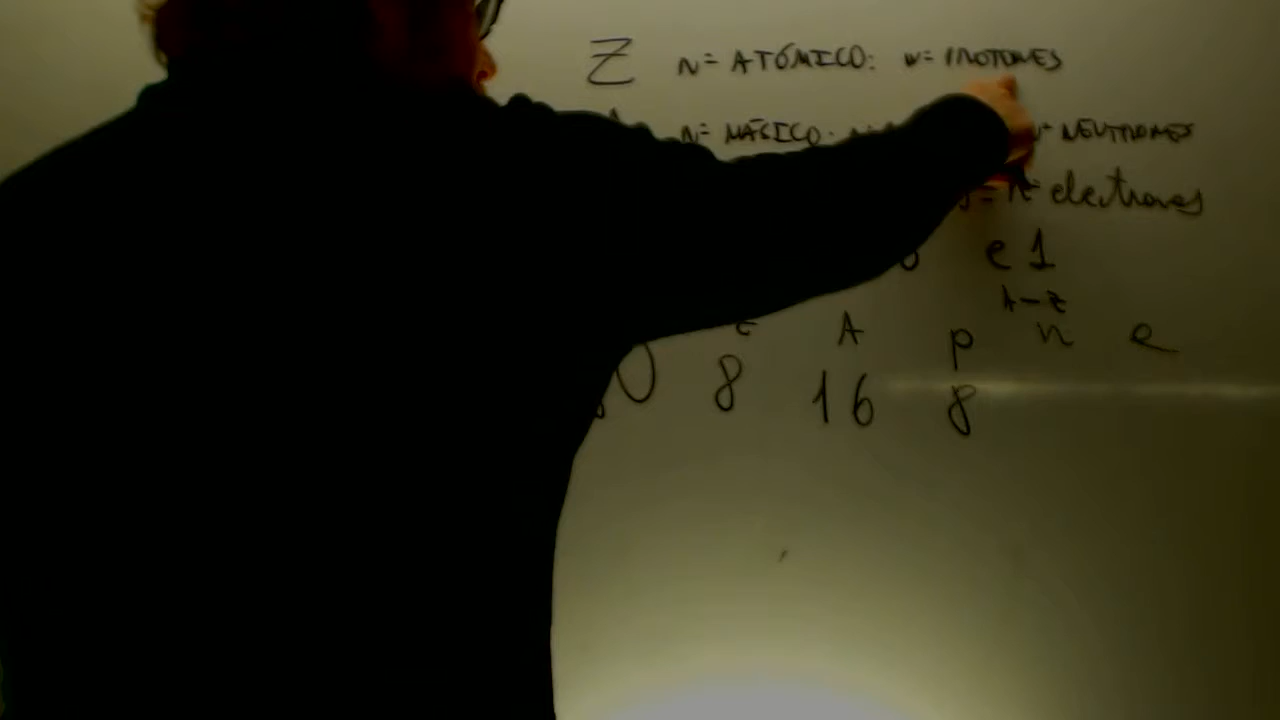 Z N= ATÓMICO: N= PROTONES
N= MÁSICO: N= NEUTRONES
= N= electrones
e 1
A-Z
A p n e
O 8 16 8